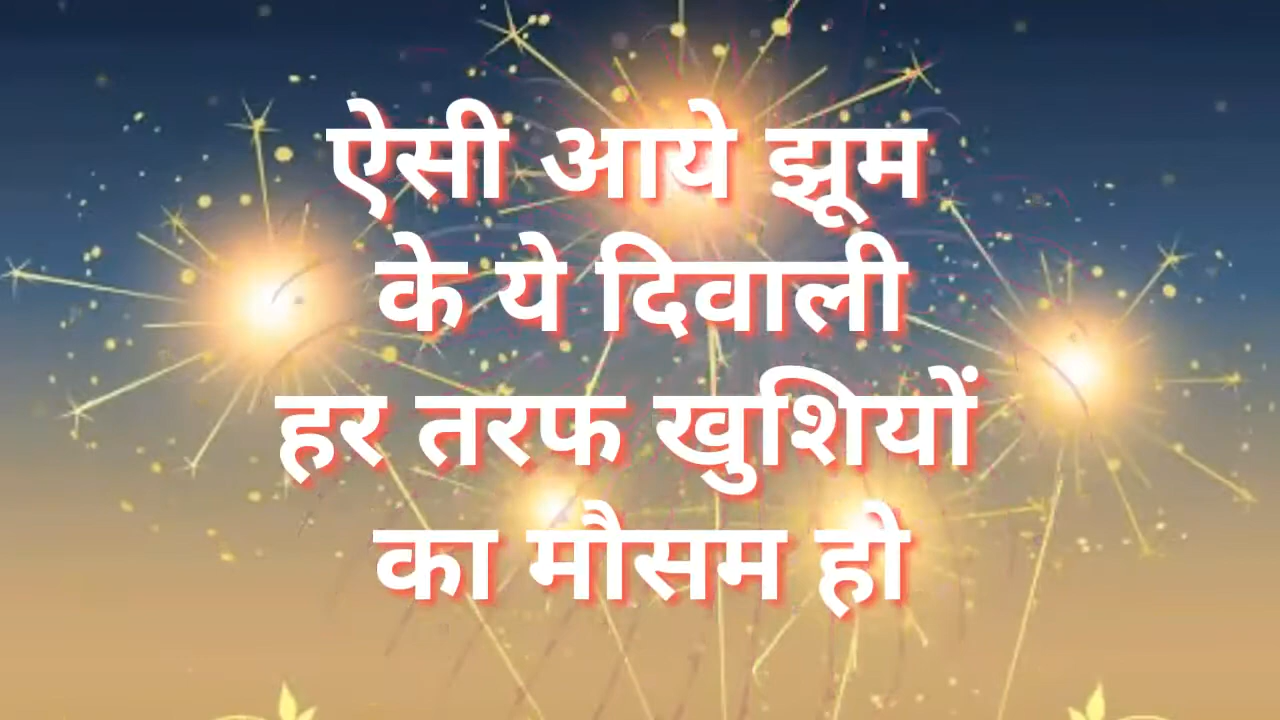 ऐसी आये झूम
के ये दिवाली
हर तरफ खुशियों
का मौसम हो